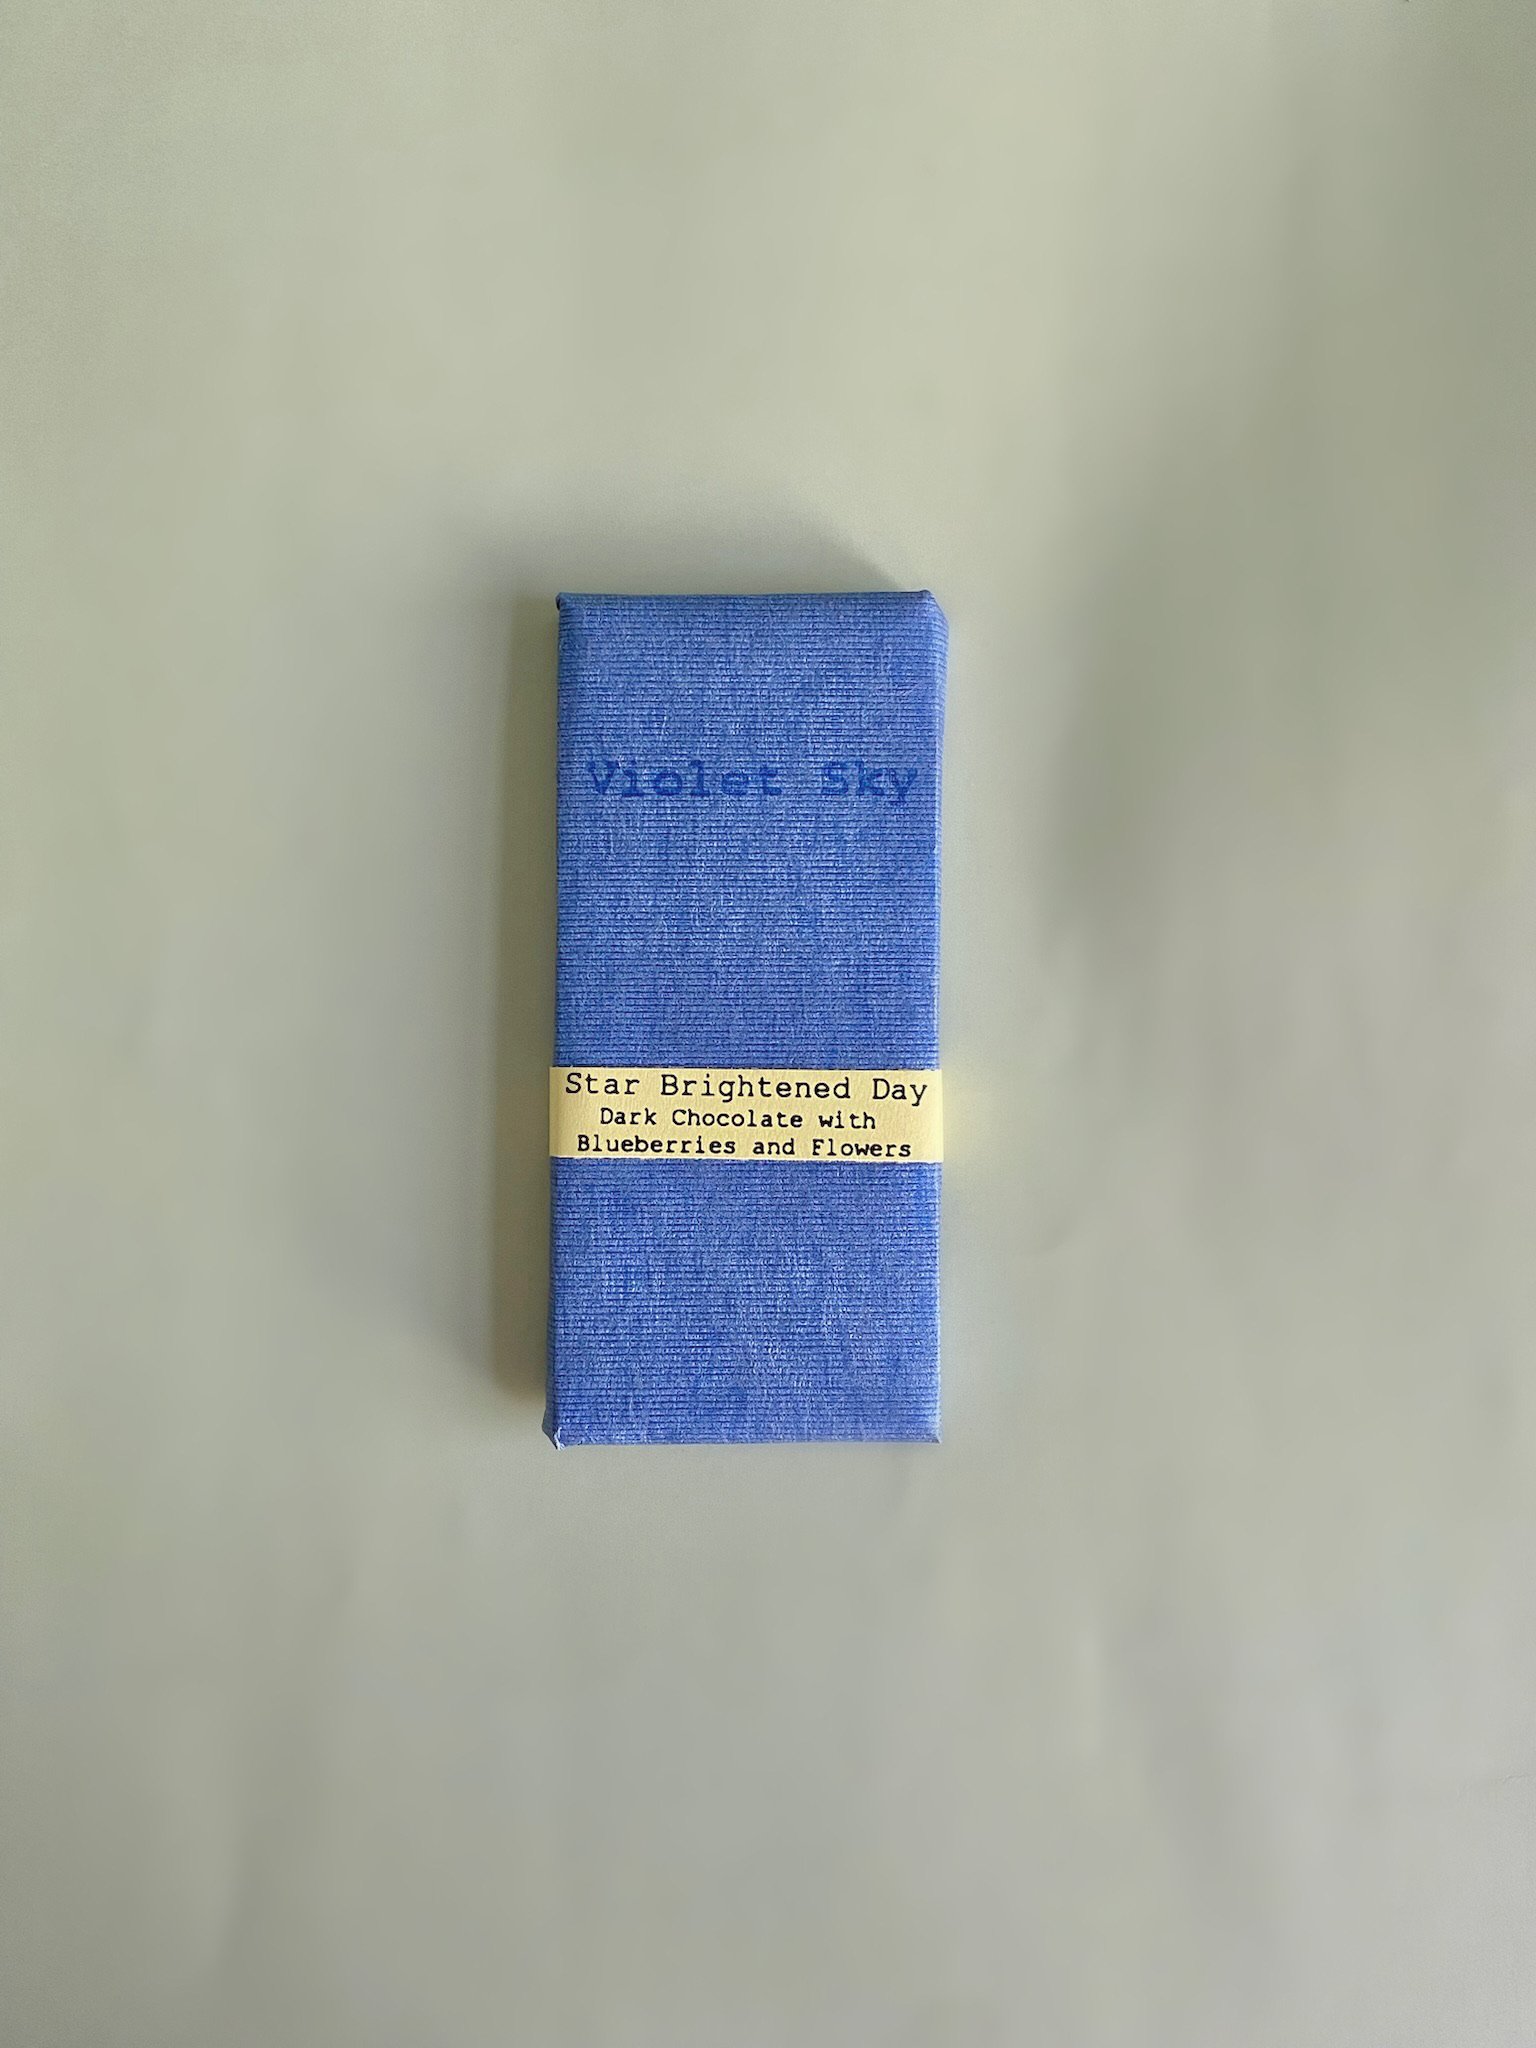 Violet Sky
Star Brightened Day
Dark Chocolate with
Blueberries and Flowers